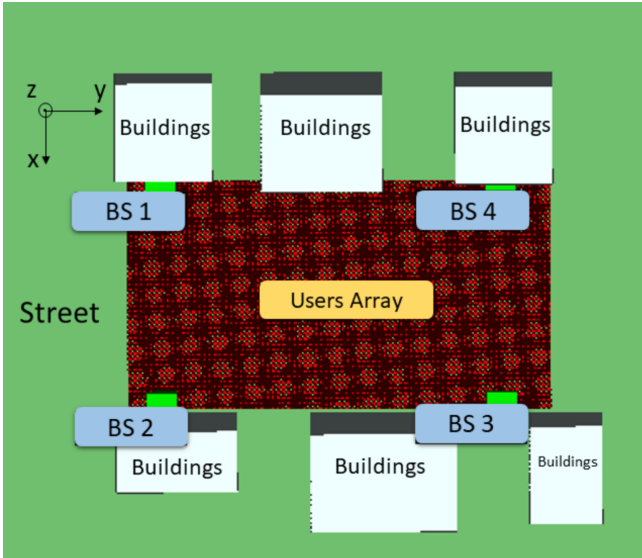 z
y
x
Buildings
Buildings
Buildings
BS 1
BS 4
Users Array
Street
BS 2
BS 3
Buildings
Buildings
Buildings